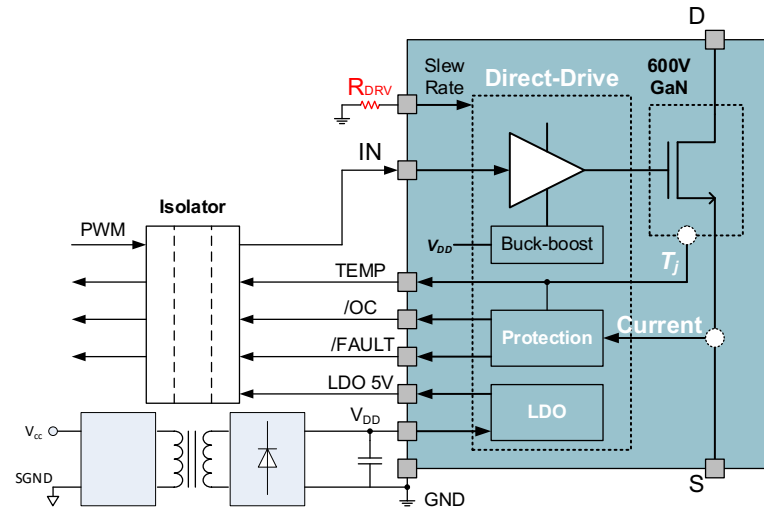 D
Slew
Rate
Direct-Drive
600V
GaN
RDRV
IN
Isolator
PWM
VDD
Buck-boost
Tj
TEMP
/OC
Protection
Current
/FAULT
LDO 5V
LDO
Vcc
VDD
SGND
GND
S